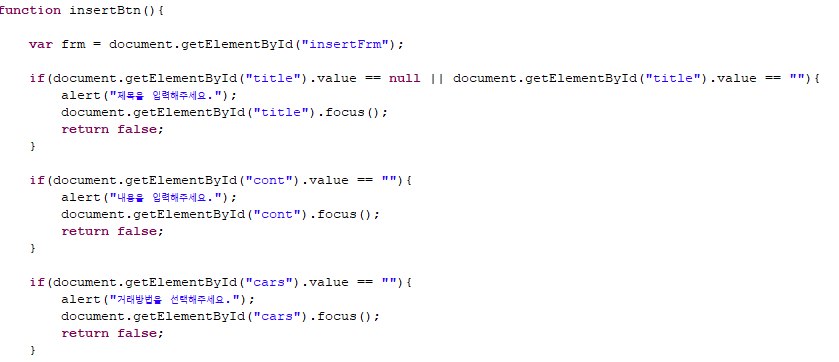 function insertBtn(){
var frm = document.getElementById("insertFrm");
if(document.getElementById("title").value == null || document.getElementById("title").value == ""){
alert("제목을 입력해주세요.");
document.getElementById("title").focus();
return false;
}
if(document.getElementById("cont").value == ""){
alert("내용을 입력해주세요.");
document.getElementById("cont").focus();
return false;
}
if(document.getElementById("cars").value == ""){
alert("거래방법을 선택해주세요.");
document.getElementById("cars").focus();
return false;
}